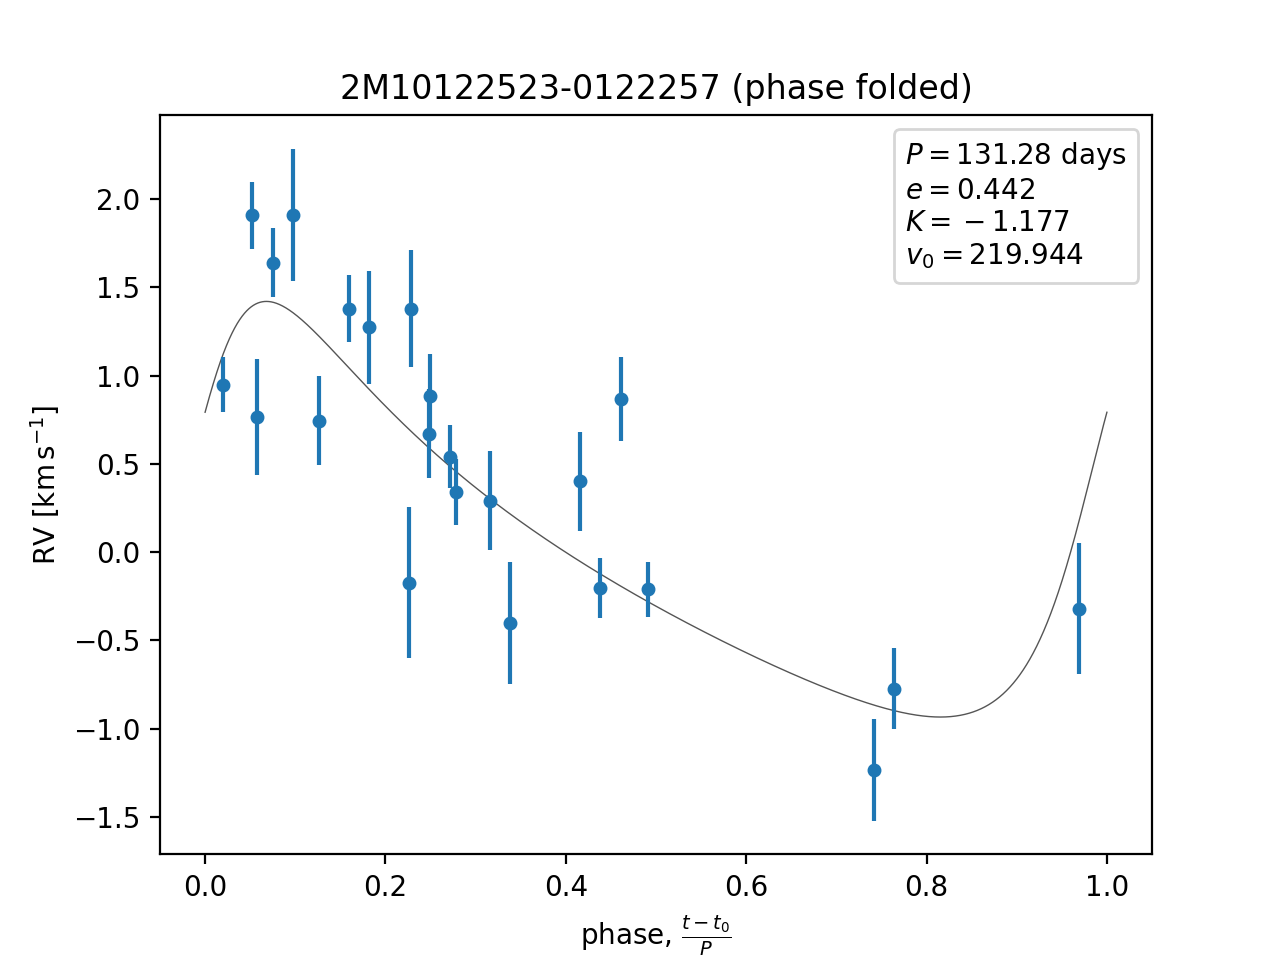 2M10122523-0122257 (phase folded)
P = 131.28 days
e = 0.442
K = −1.177
v₀ = 219.944
RV [km s⁻¹]
2.0
1.5
1.0
0.5
0.0
−0.5
−1.0
−1.5
0.0 0.2 0.4 0.6 0.8 1.0
phase, (t − t₀)/P